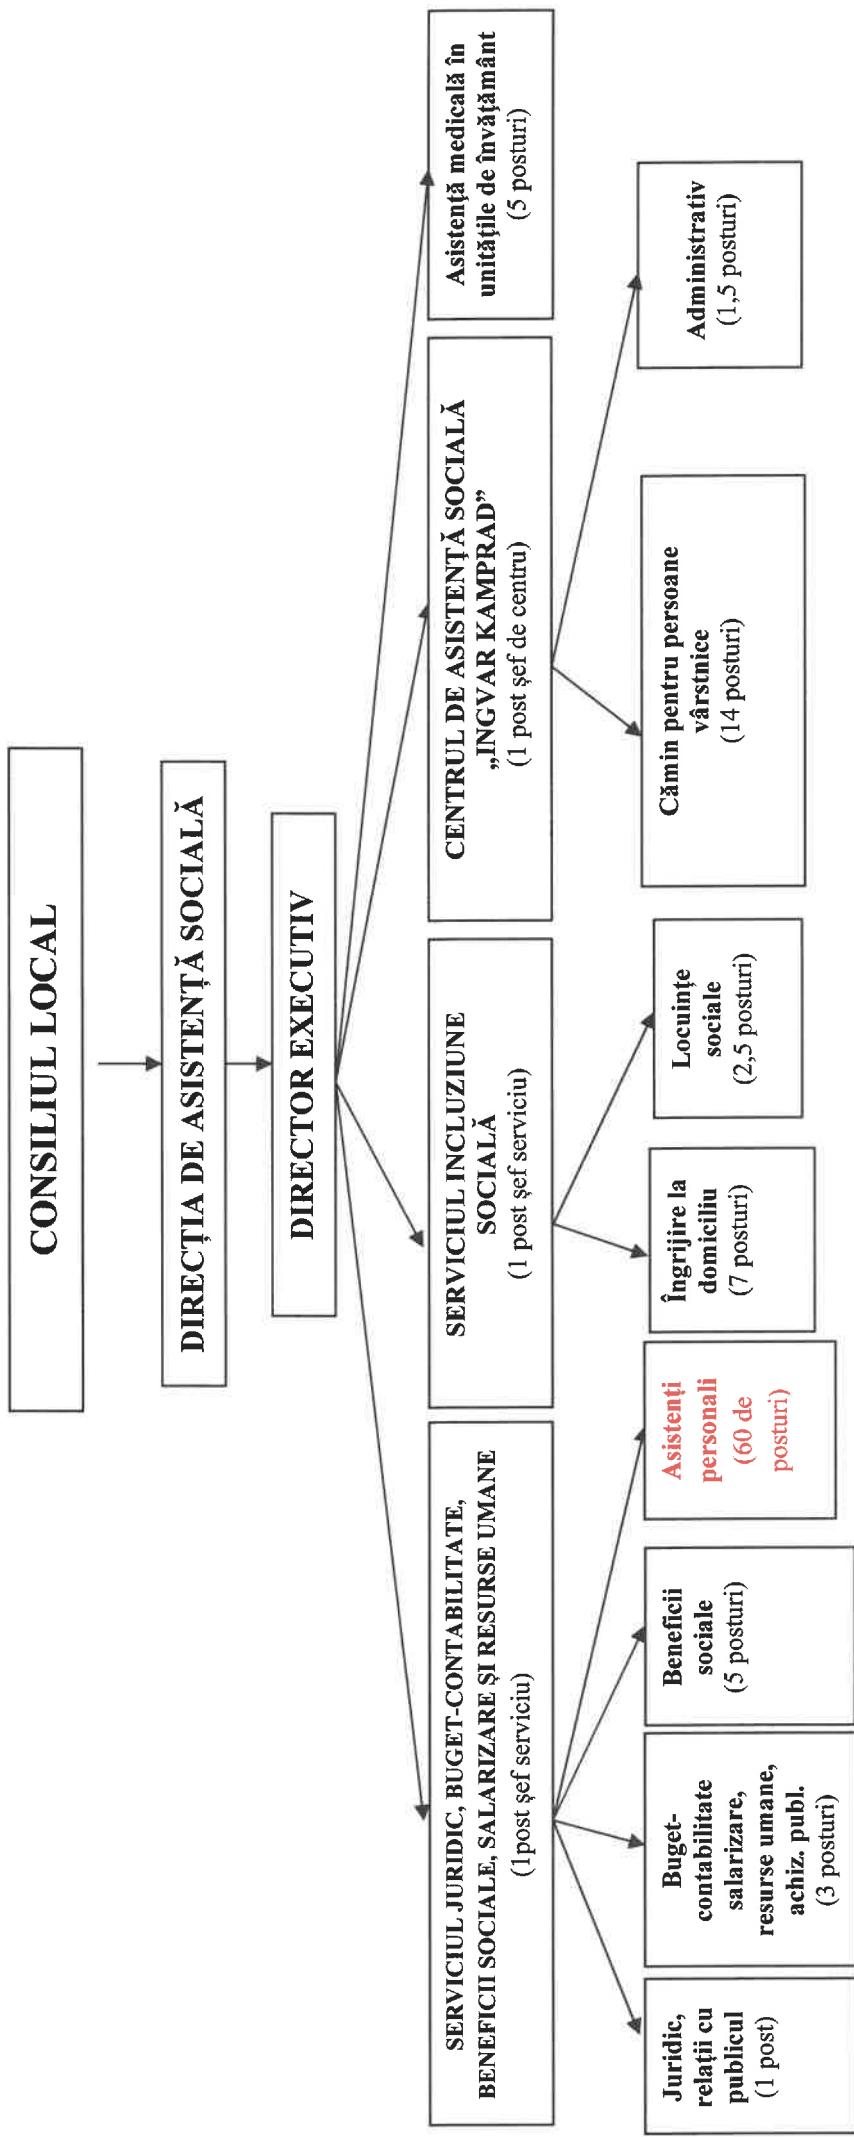 CONSILIUL LOCAL
DIRECȚIA DE ASISTENȚĂ SOCIALĂ
DIRECTOR EXECUTIV
SERVICIUL JURIDIC, BUGET-CONTABILITATE,
BENEFICII SOCIALE, SALARIZARE ȘI RESURSE UMANE
(1post șef serviciu)
SERVICIUL INCLUZIUNE
SOCIALĂ
(1 post șef serviciu)
CENTRUL DE ASISTENȚĂ SOCIALĂ
„INGVAR KAMPRAD”
(1 post șef de centru)
Asistență medicală în
unitățile de învățământ
(5 posturi)
Juridic,
relații cu
publicul
(1 post)
Buget-
contabilitate
salarizare,
resurse umane,
achiz. publ.
(3 posturi)
Beneficii
sociale
(5 posturi)
Asistenți
personali
(60 de
posturi)
Îngrijire la
domiciliu
(7 posturi)
Locuințe
sociale
(2,5 posturi)
Cămin pentru persoane
vârstnice
(14 posturi)
Administrativ
(1,5 posturi)